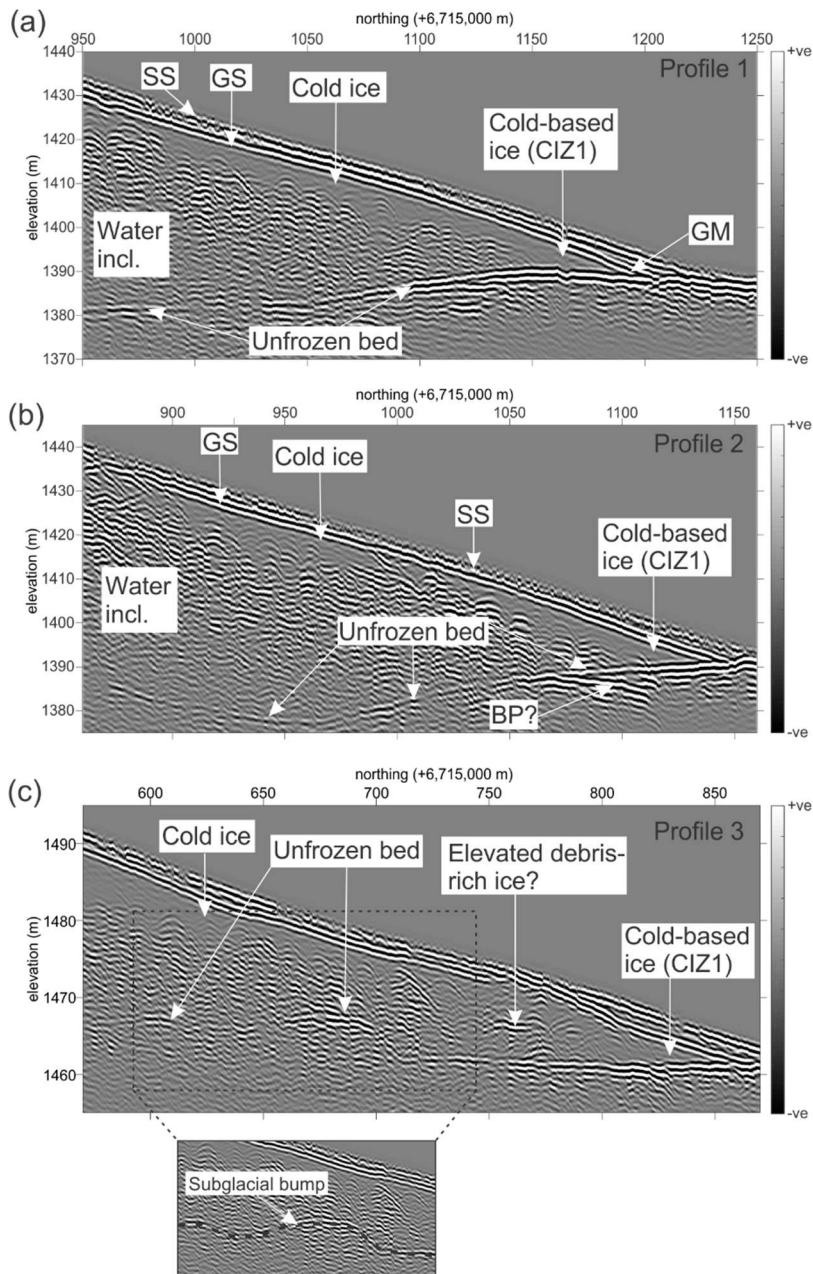 (a)
northing (+6,715,000 m)
950 1000 1050 1100 1150 1200 1250
1440
1430
1420
1410
1400
1390
1380
1370
elevation (m)
SS
GS
Cold ice
Profile 1
Cold-based
ice (CIZ1)
GM
Water
incl.
Unfrozen bed
+ve
-ve
(b)
northing (+6,715,000 m)
900 950 1000 1050 1100 1150
1440
1430
1420
1410
1400
1390
1380
elevation (m)
GS
Cold ice
Profile 2
SS
Cold-based
ice (CIZ1)
Water
incl.
Unfrozen bed
BP?
+ve
-ve
(c)
northing (+6,715,000 m)
600 650 700 750 800 850
1490
1480
1470
1460
elevation (m)
Cold ice
Unfrozen bed
Profile 3
Elevated debris-
rich ice?
Cold-based
ice (CIZ1)
+ve
-ve
Subglacial bump